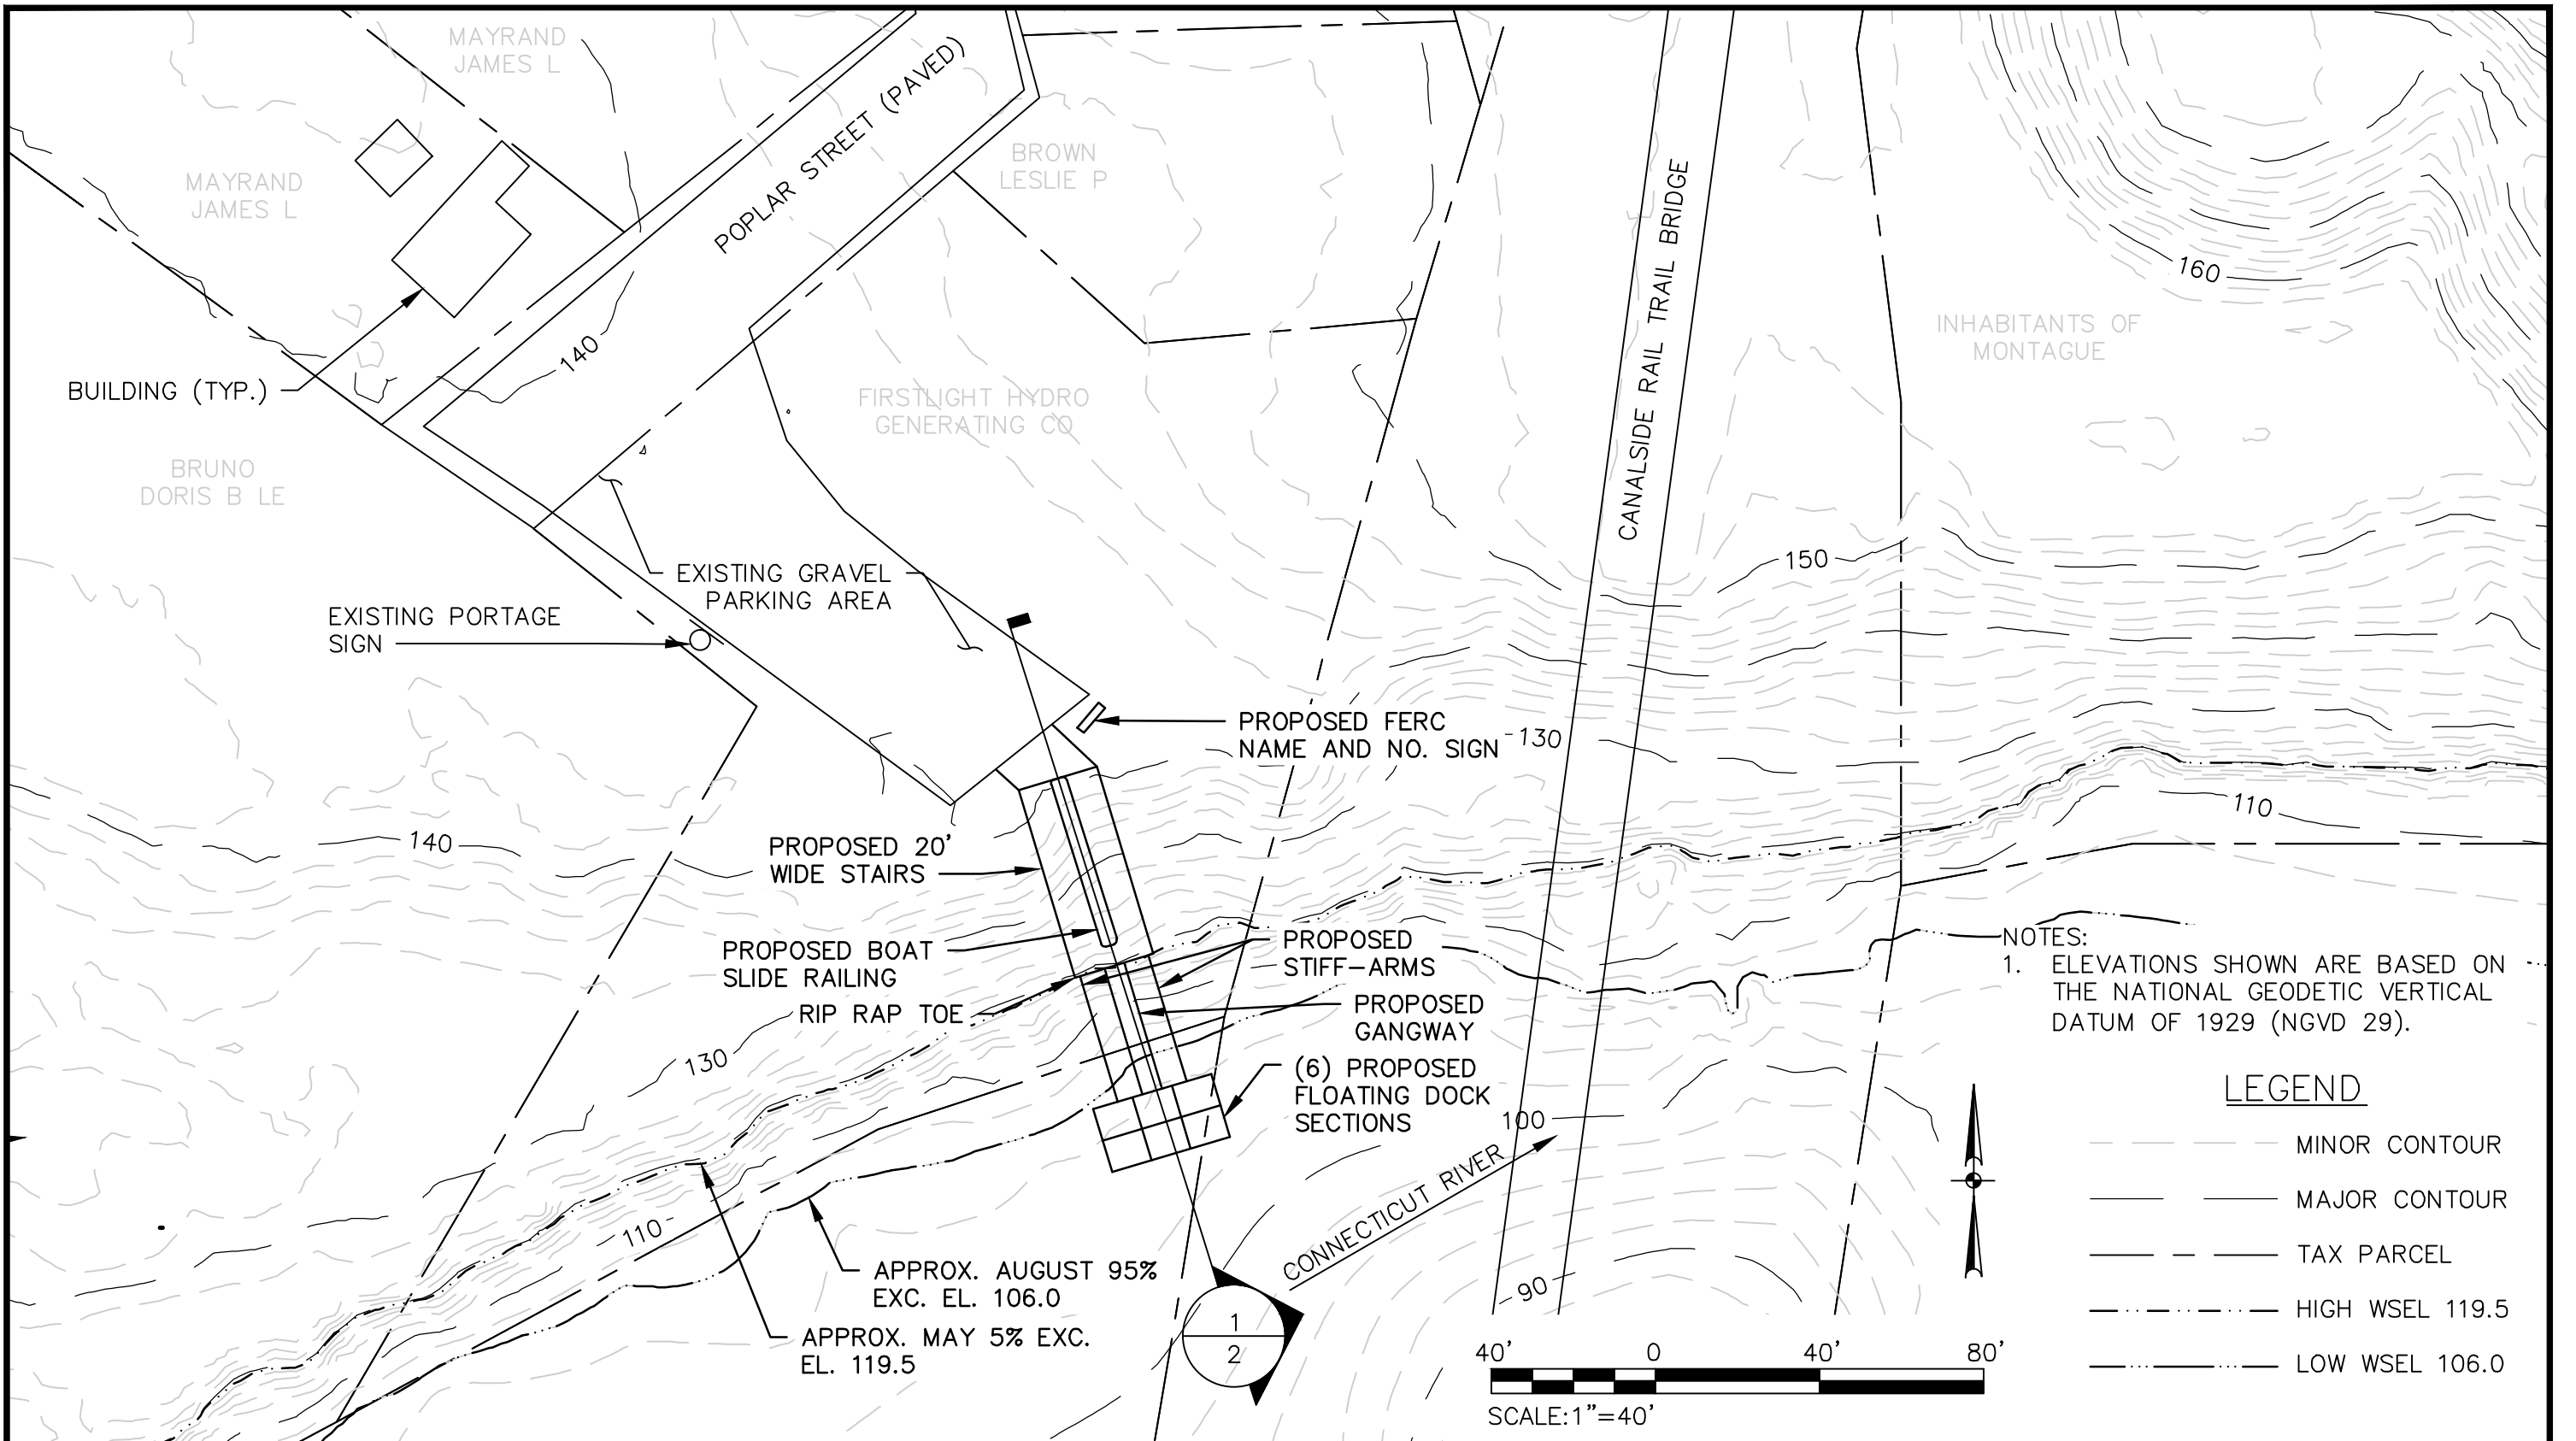 MAYRAND
JAMES L
MAYRAND
JAMES L
POPLAR STREET (PAVED)
BROWN
LESLIE P
CANALSIDE RAIL TRAIL BRIDGE
160
INHABITANTS OF
MONTAGUE
140
BUILDING (TYP.)
FIRSTLIGHT HYDRO
GENERATING CO
BRUNO
DORIS B LE
150
EXISTING GRAVEL
PARKING AREA
EXISTING PORTAGE
SIGN
PROPOSED FERC
NAME AND NO. SIGN
130
110
140
PROPOSED 20'
WIDE STAIRS
PROPOSED BOAT
SLIDE RAILING
PROPOSED
STIFF-ARMS
RIP RAP TOE
PROPOSED
GANGWAY
130
(6) PROPOSED
FLOATING DOCK
SECTIONS
100
CONNECTICUT RIVER
110
90
APPROX. AUGUST 95%
EXC. EL. 106.0
APPROX. MAY 5% EXC.
EL. 119.5
1
2
NOTES:
1. ELEVATIONS SHOWN ARE BASED ON
THE NATIONAL GEODETIC VERTICAL
DATUM OF 1929 (NGVD 29).
LEGEND
MINOR CONTOUR
MAJOR CONTOUR
TAX PARCEL
HIGH WSEL 119.5
LOW WSEL 106.0
40' 0 40' 80'
SCALE:1"=40'